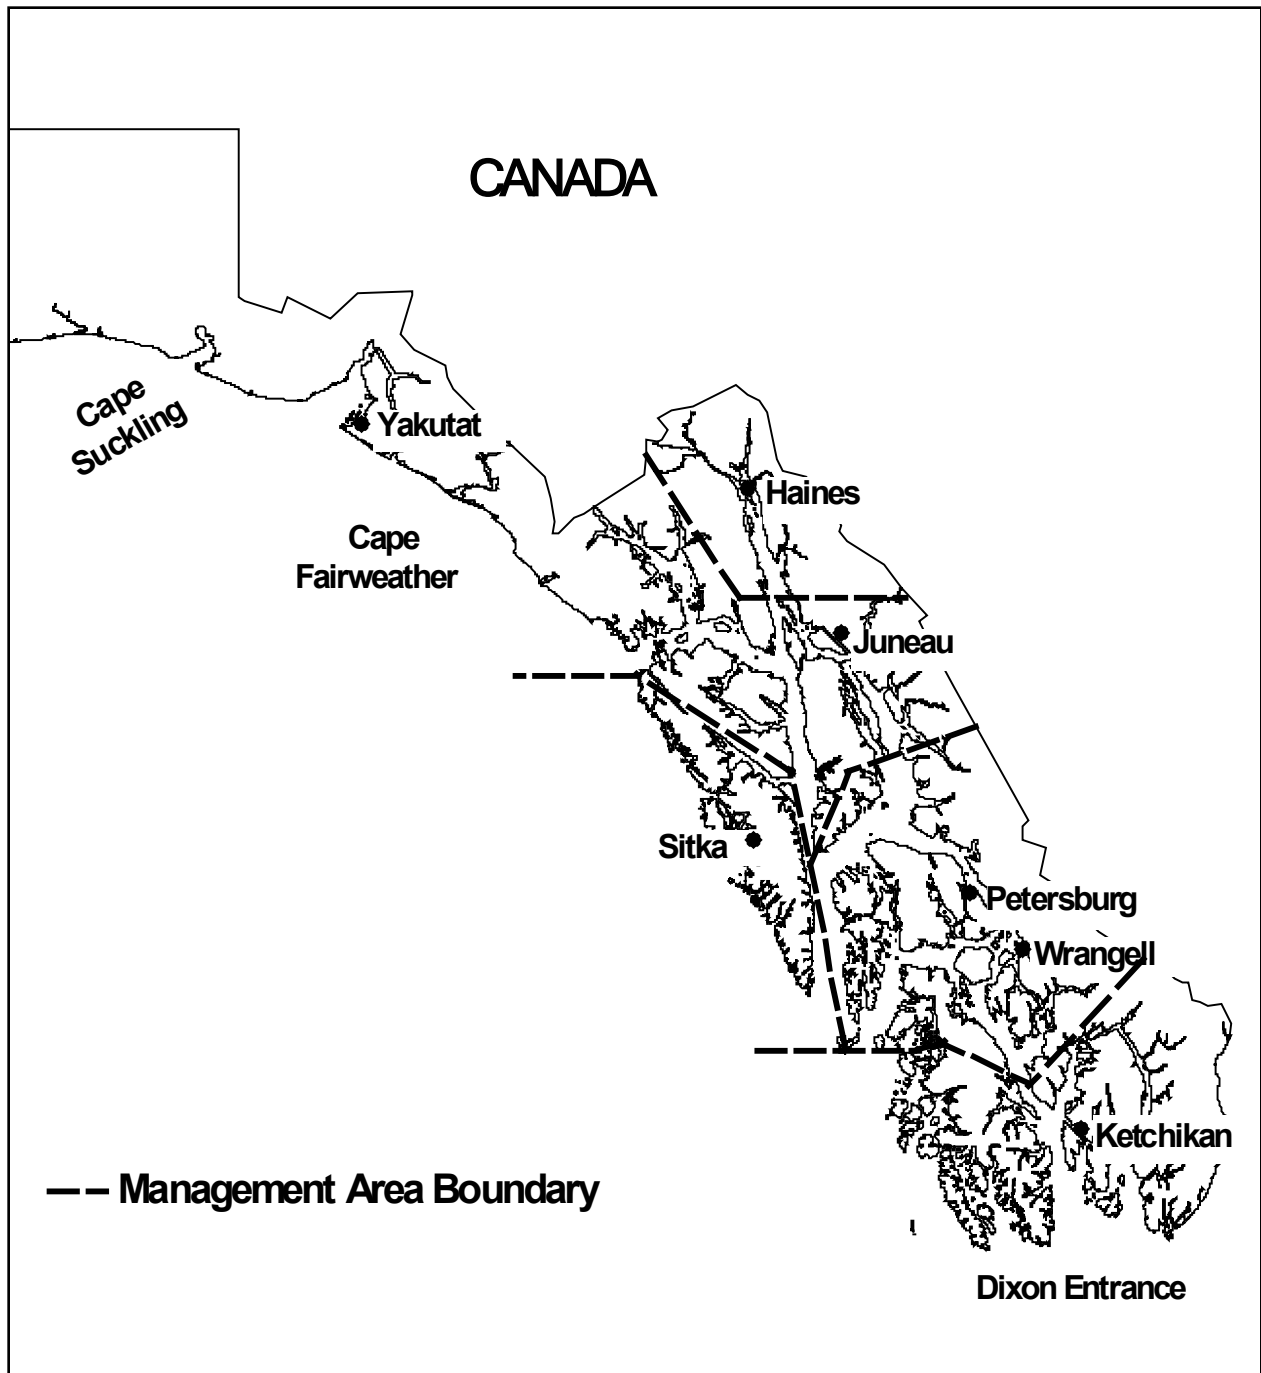 CANADA
Cape
Suckling
Yakutat
Haines
Cape
Fairweather
Juneau
Sitka
Petersburg
Wrangell
Ketchikan
Management Area Boundary
Dixon Entrance